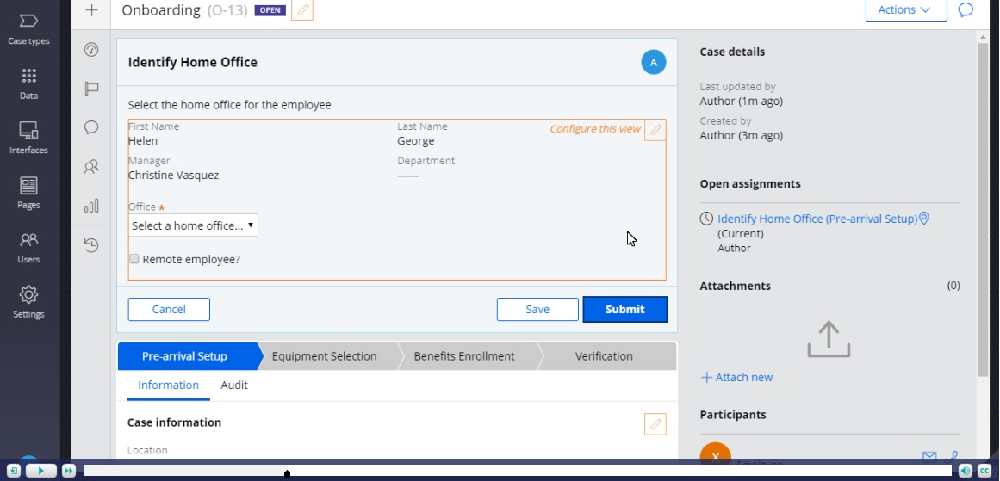 Onboarding (O-13) OPEN
Actions
Case types
Data
Interfaces
Pages
Users
Settings
Identify Home Office
A
Select the home office for the employee
First Name
Helen
Last Name
George
Configure this view
Manager
Christine Vasquez
Department
——
Office *
Select a home office...
Remote employee?
Cancel
Save
Submit
Pre-arrival Setup
Equipment Selection
Benefits Enrollment
Verification
Information
Audit
Case information
Location
Case details
Last updated by
Author (1m ago)
Created by
Author (3m ago)
Open assignments
Identify Home Office (Pre-arrival Setup)
(Current)
Author
Attachments (0)
Attach new
Participants
X
Employee
CC